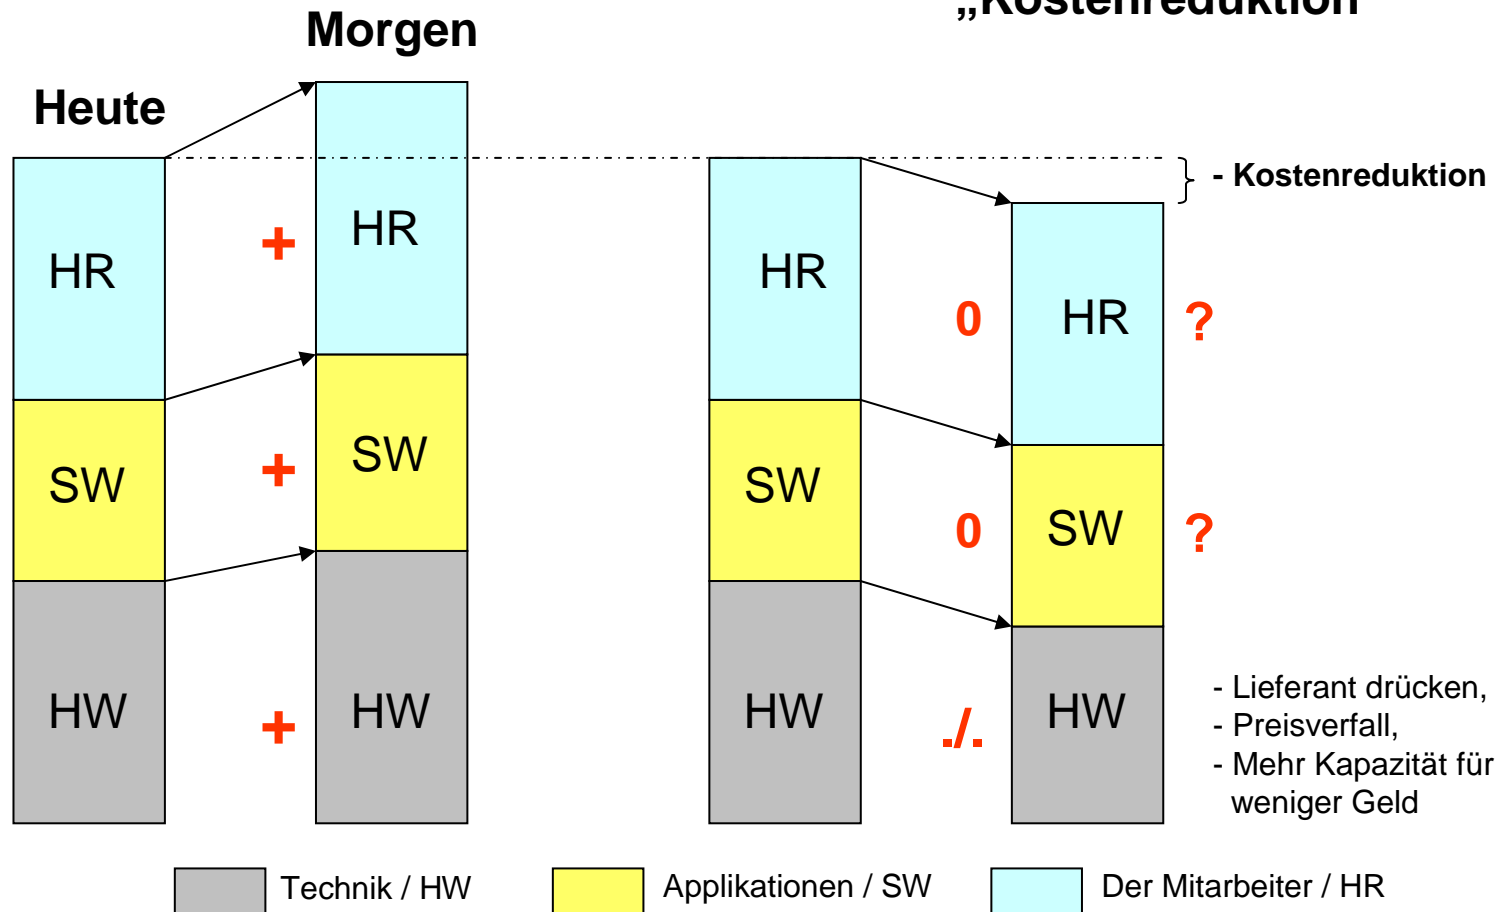 „Kostenreduktion
Morgen
Heute
- Kostenreduktion
HR
+
HR
HR
0
HR
?
SW
+
SW
SW
0
SW
?
HW
+
HW
HW
./.
HW
- Lieferant drücken,
- Preisverfall,
- Mehr Kapazität für
weniger Geld
Technik / HW
Applikationen / SW
Der Mitarbeiter / HR